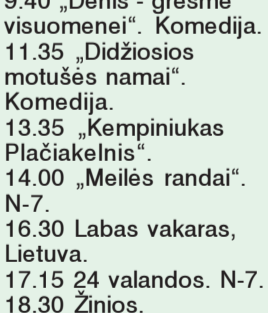 9.40 „Denis - grėsmė
visuomenei“. Komedija.
11.35 „Didžiosios
motušės namai“.
Komedija.
13.35 „Kempiniukas
Plačiakelnis“.
14.00 „Meilės randai“.
N-7.
16.30 Labas vakaras,
Lietuva.
17.15 24 valandos. N-7.
18.30 Žinios.